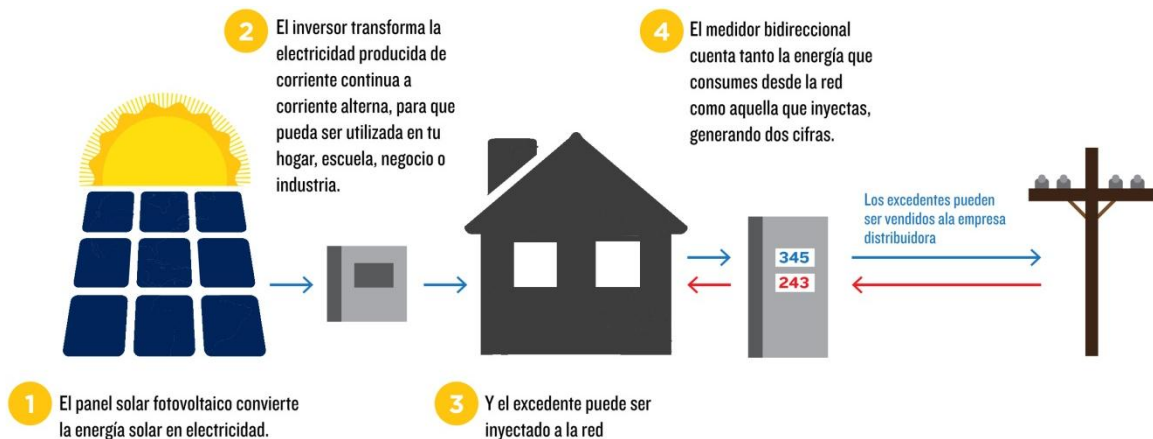 1
El panel solar fotovoltaico convierte
la energía solar en electricidad.
2
El inversor transforma la
electricidad producida de
corriente continua a
corriente alterna, para que
pueda ser utilizada en tu
hogar, escuela, negocio o
industria.
3
Y el excedente puede ser
inyectado a la red
4
El medidor bidireccional
cuenta tanto la energía que
consumes desde la red
como aquella que inyectas,
generando dos cifras.
345
243
Los excedentes pueden
ser vendidos ala empresa
distribuidora